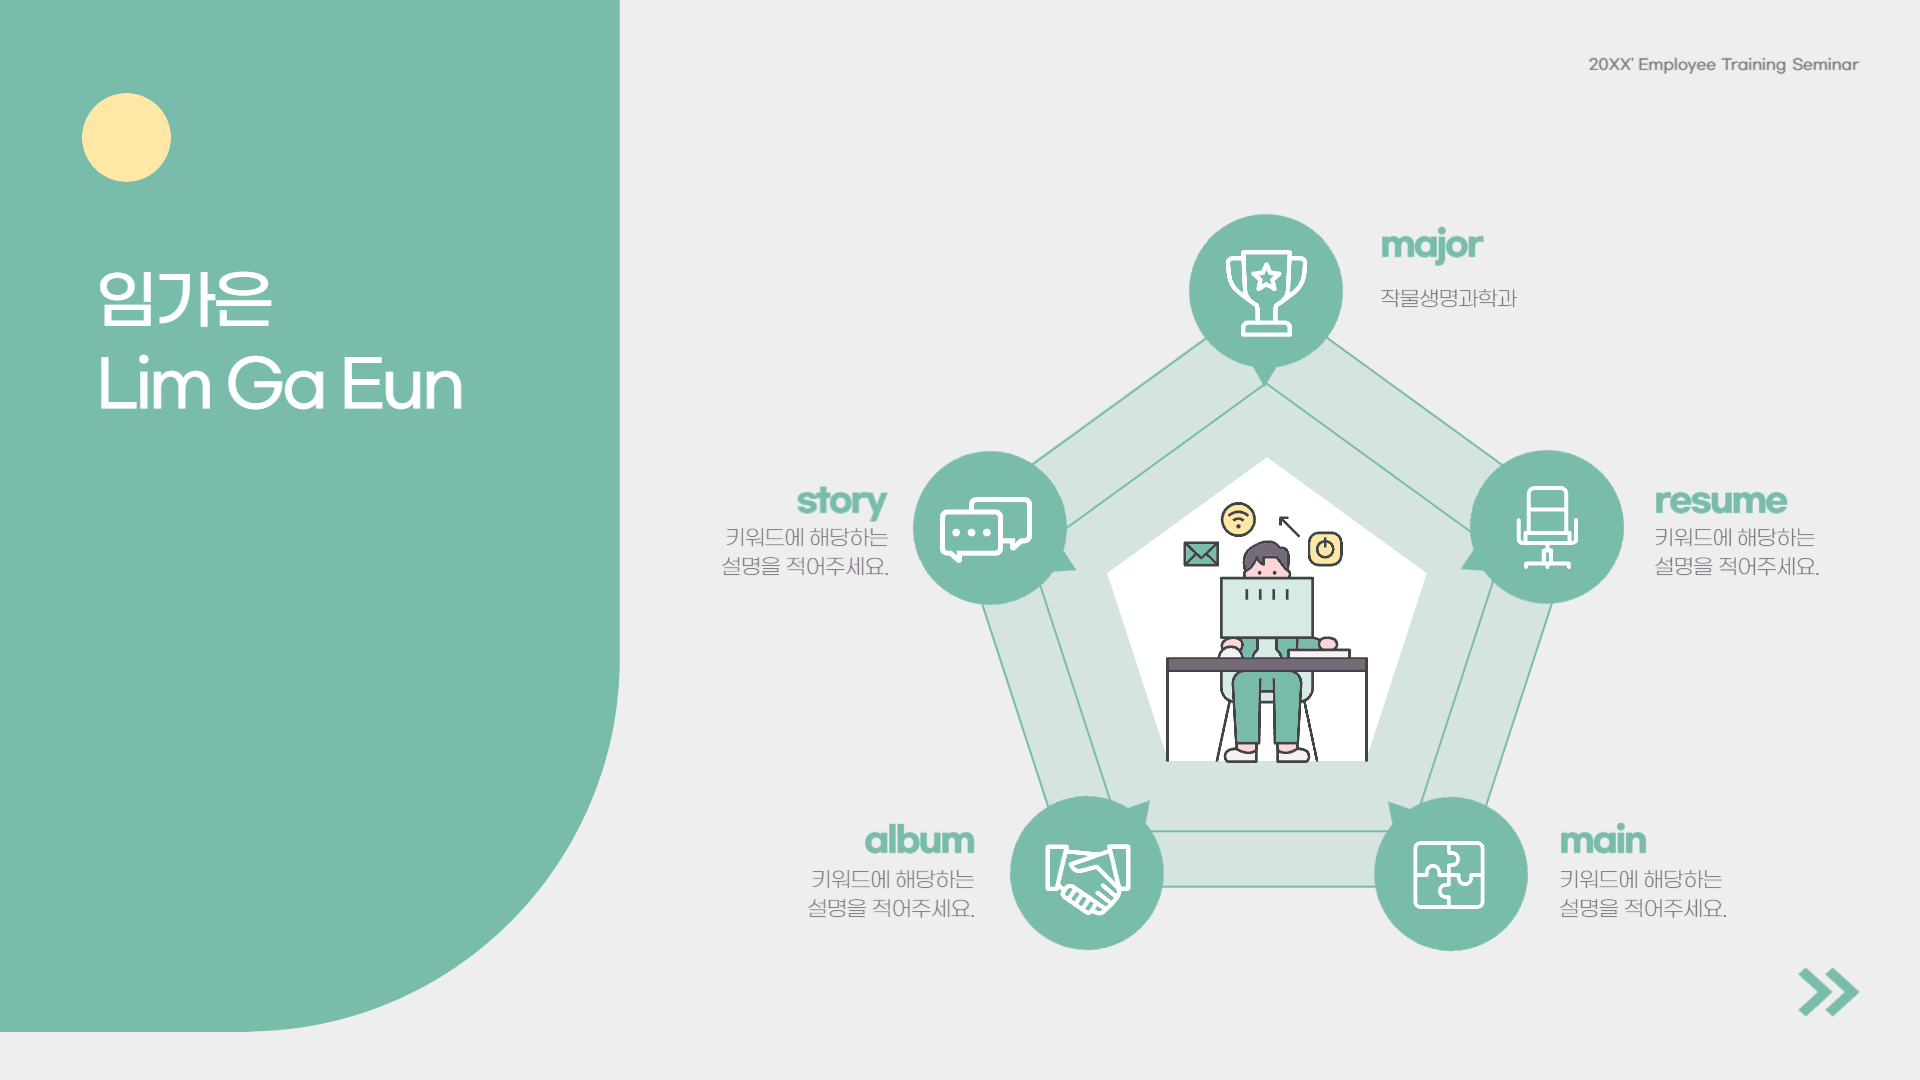 20XX' Employee Training Seminar
임가은
Lim Ga Eun
major
작물생명과학과
story
키워드에 해당하는
설명을 적어주세요.
resume
키워드에 해당하는
설명을 적어주세요.
album
키워드에 해당하는
설명을 적어주세요.
main
키워드에 해당하는
설명을 적어주세요.